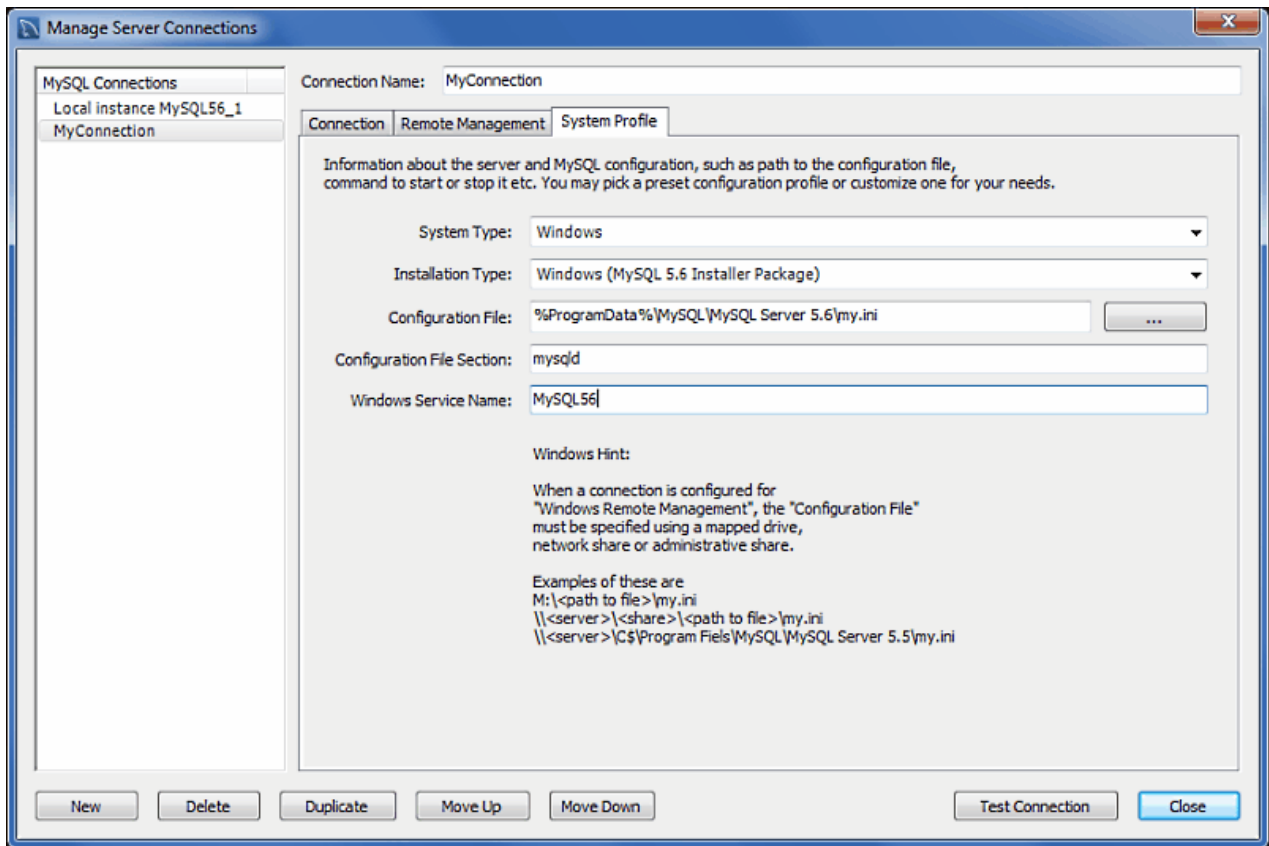 Manage Server Connections
MySQL Connections
Local instance MySQL56_1
MyConnection
Connection Name: MyConnection
Connection Remote Management System Profile
Information about the server and MySQL configuration, such as path to the configuration file,
command to start or stop it etc. You may pick a preset configuration profile or customize one for your needs.
System Type: Windows
Installation Type: Windows (MySQL 5.6 Installer Package)
Configuration File: %ProgramData%\MySQL\MySQL Server 5.6\my.ini ...
Configuration File Section: mysqld
Windows Service Name: MySQL56
Windows Hint:
When a connection is configured for
"Windows Remote Management", the "Configuration File"
must be specified using a mapped drive,
network share or administrative share.
Examples of these are
M:\<path to file>\my.ini
\\<server>\<share>\<path to file>\my.ini
\\<server>\C$\Program Fiels\MySQL\MySQL Server 5.5\my.ini
New Delete Duplicate Move Up Move Down Test Connection Close